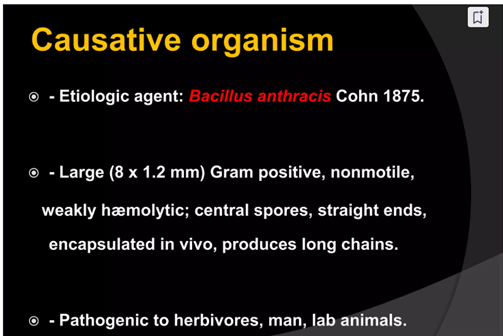 Causative organism
- Etiologic agent: Bacillus anthracis Cohn 1875.
- Large (8 x 1.2 mm) Gram positive, nonmotile,
weakly hæmolytic; central spores, straight ends,
encapsulated in vivo, produces long chains.
- Pathogenic to herbivores, man, lab animals.